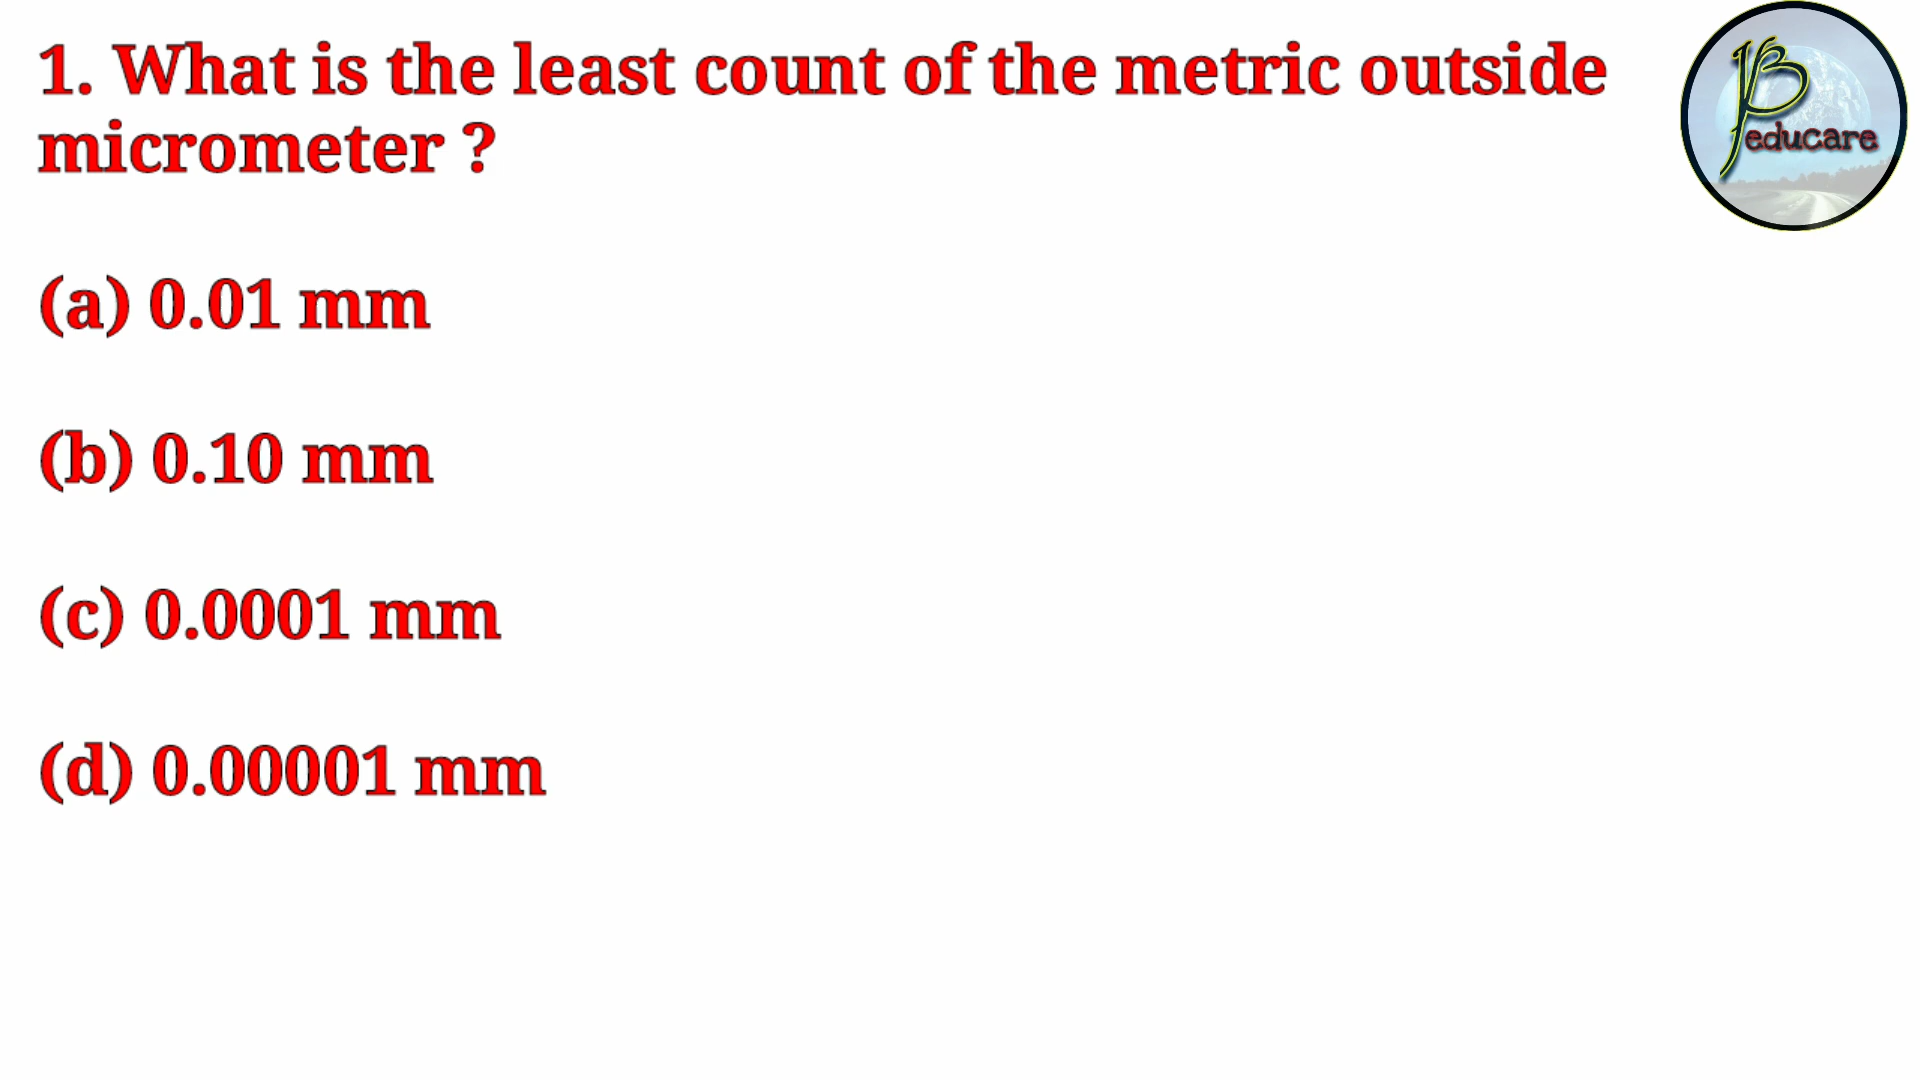 1. What is the least count of the metric outside
micrometer ?
(a) 0.01 mm
(b) 0.10 mm
(c) 0.0001 mm
(d) 0.00001 mm
educare